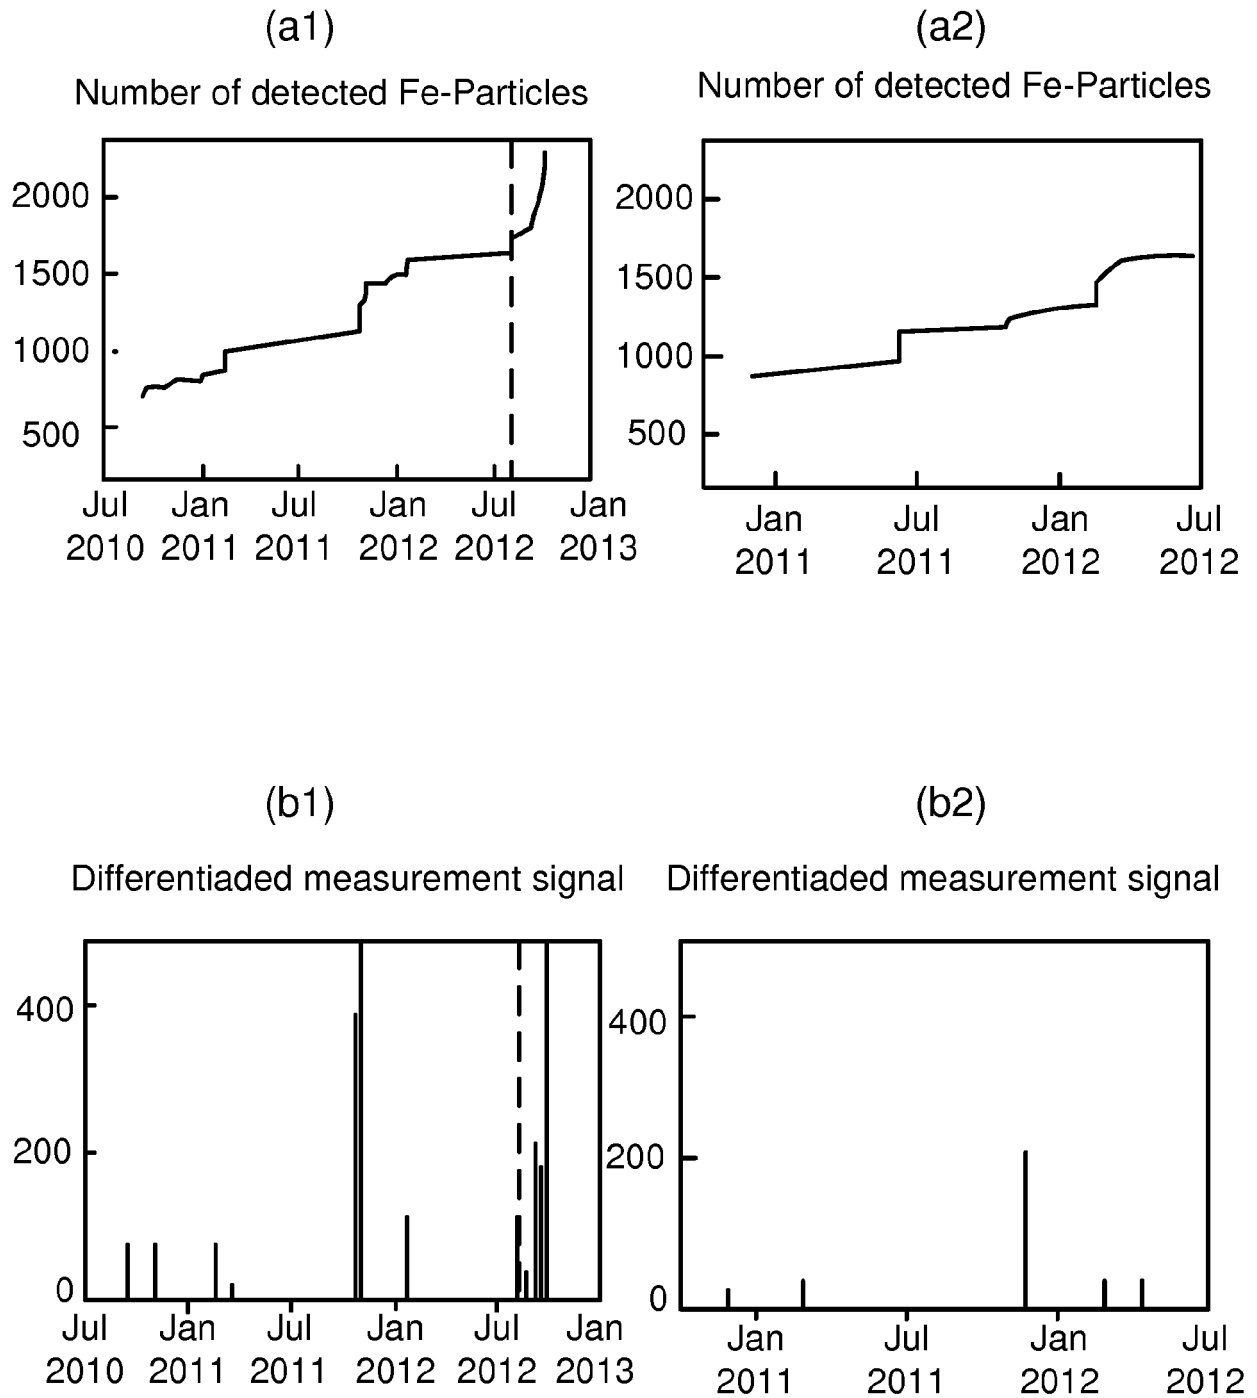 (a1)
Number of detected Fe-Particles
2000
1500
1000
500
Jul Jan Jul Jan Jul Jan
2010 2011 2011 2012 2012 2013
(a2)
Number of detected Fe-Particles
2000
1500
1000
500
Jan Jul Jan Jul
2011 2011 2012 2012
(b1)
Differentiaded measurement signal
400
200
0
Jul Jan Jul Jan Jul Jan
2010 2011 2011 2012 2012 2013
(b2)
Differentiaded measurement signal
400
200
0
Jan Jul Jan Jul
2011 2011 2012 2012